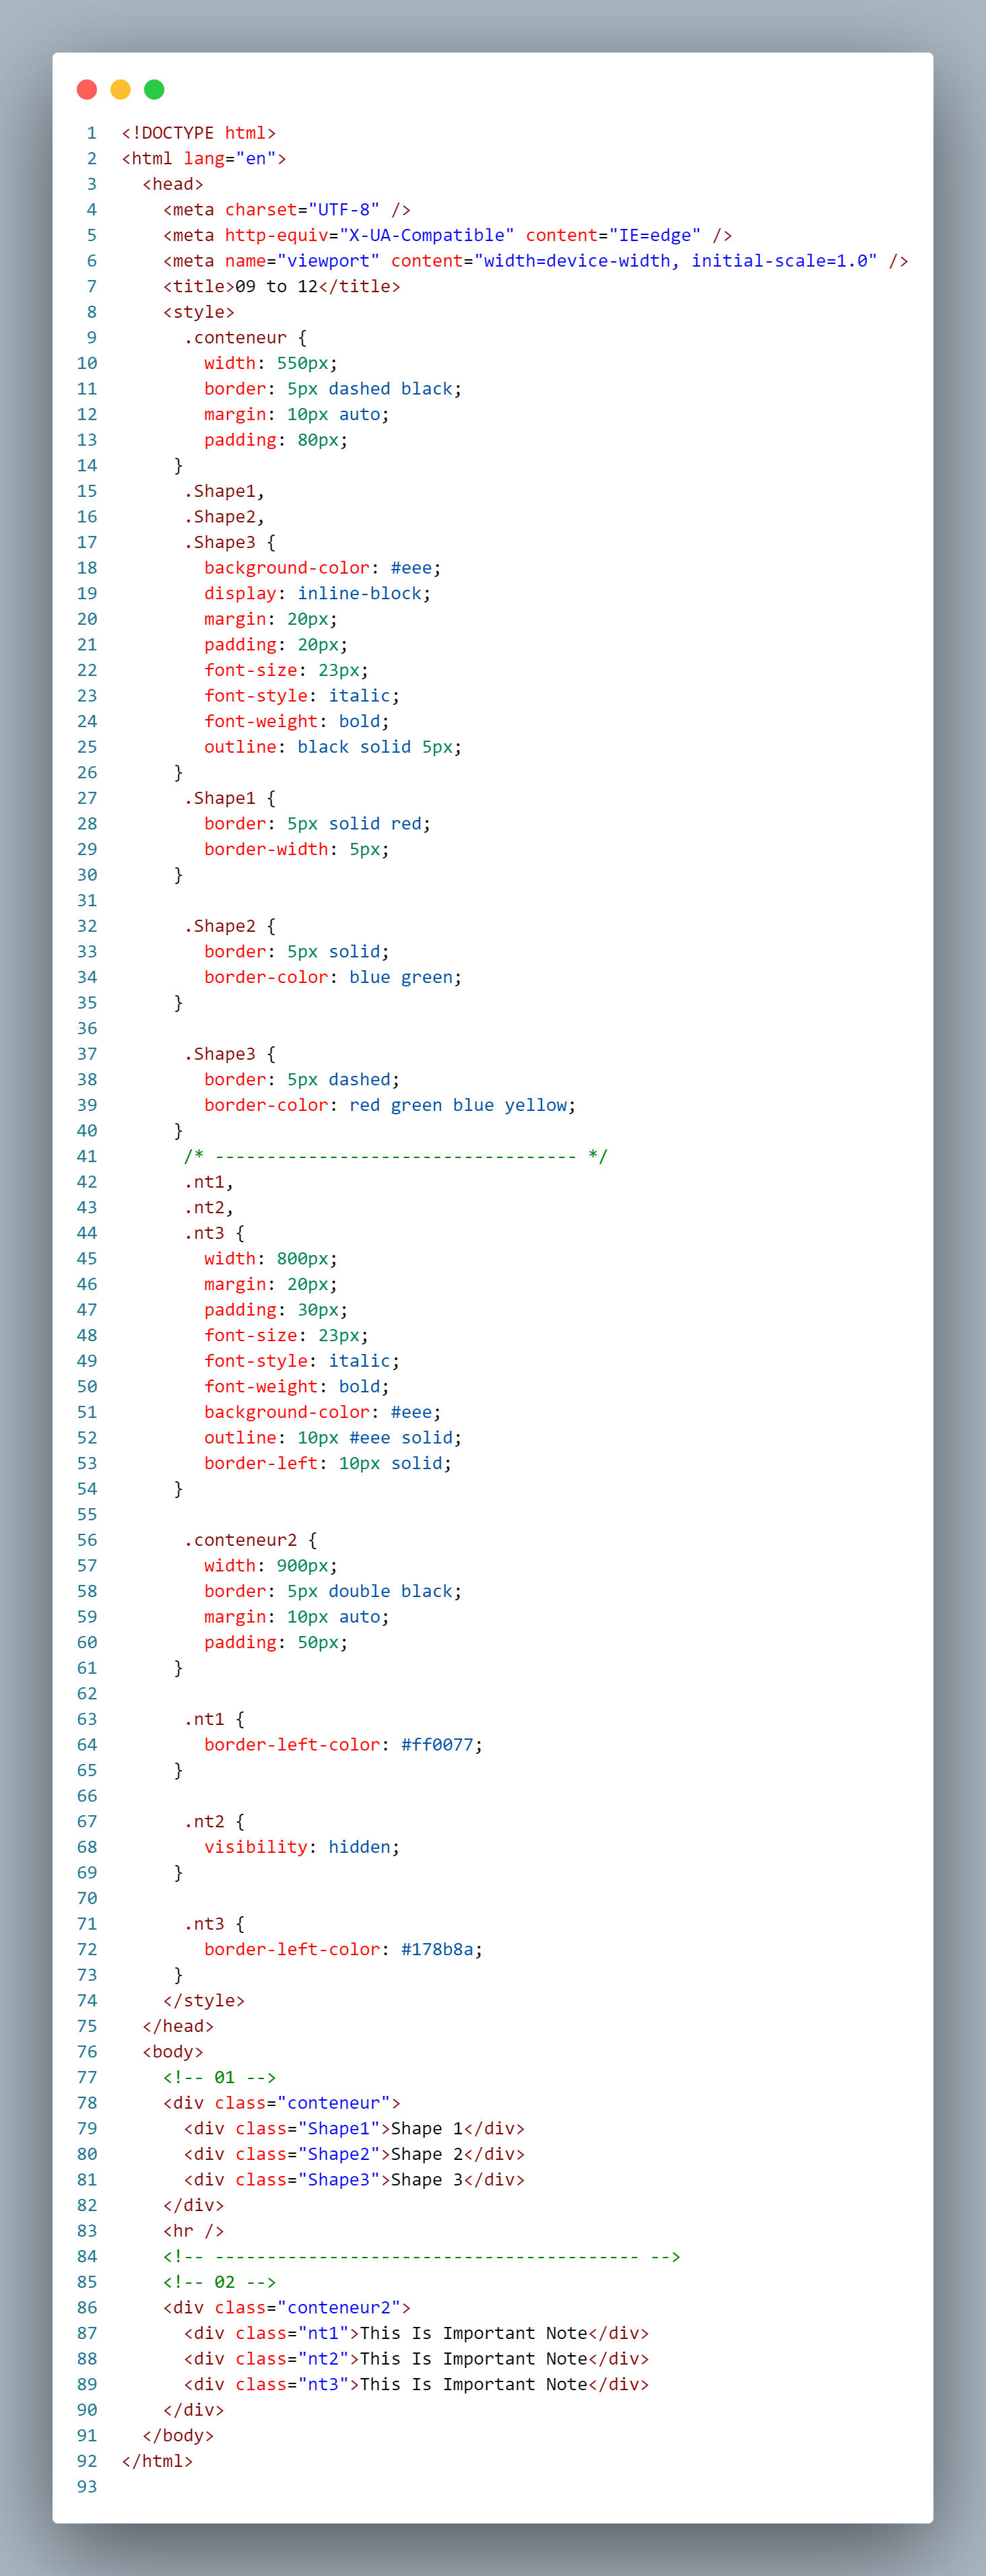 1 <!DOCTYPE html>
2 <html lang="en">
3   <head>
4     <meta charset="UTF-8" />
5     <meta http-equiv="X-UA-Compatible" content="IE=edge" />
6     <meta name="viewport" content="width=device-width, initial-scale=1.0" />
7     <title>09 to 12</title>
8     <style>
9       .conteneur {
10         width: 550px;
11         border: 5px dashed black;
12         margin: 10px auto;
13         padding: 80px;
14      }
15       .Shape1,
16       .Shape2,
17       .Shape3 {
18         background-color: #eee;
19         display: inline-block;
20         margin: 20px;
21         padding: 20px;
22         font-size: 23px;
23         font-style: italic;
24         font-weight: bold;
25         outline: black solid 5px;
26      }
27       .Shape1 {
28         border: 5px solid red;
29         border-width: 5px;
30      }
31
32       .Shape2 {
33         border: 5px solid;
34         border-color: blue green;
35      }
36
37       .Shape3 {
38         border: 5px dashed;
39         border-color: red green blue yellow;
40      }
41       /* ----------------------------------- */
42       .nt1,
43       .nt2,
44       .nt3 {
45         width: 800px;
46         margin: 20px;
47         padding: 30px;
48         font-size: 23px;
49         font-style: italic;
50         font-weight: bold;
51         background-color: #eee;
52         outline: 10px #eee solid;
53         border-left: 10px solid;
54      }
55
56       .conteneur2 {
57         width: 900px;
58         border: 5px double black;
59         margin: 10px auto;
60         padding: 50px;
61      }
62
63       .nt1 {
64         border-left-color: #ff0077;
65      }
66
67       .nt2 {
68         visibility: hidden;
69      }
70
71       .nt3 {
72         border-left-color: #178b8a;
73      }
74     </style>
75   </head>
76   <body>
77     <!-- 01 -->
78     <div class="conteneur">
79       <div class="Shape1">Shape 1</div>
80       <div class="Shape2">Shape 2</div>
81       <div class="Shape3">Shape 3</div>
82     </div>
83     <hr />
84     <!-- ----------------------------------------- -->
85     <!-- 02 -->
86     <div class="conteneur2">
87       <div class="nt1">This Is Important Note</div>
88       <div class="nt2">This Is Important Note</div>
89       <div class="nt3">This Is Important Note</div>
90     </div>
91   </body>
92 </html>
93